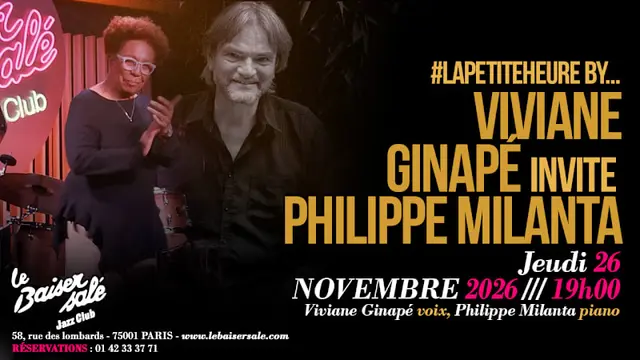 salé
Club
#LAPETITEHEURE BY...
VIVIANE
GINAPÉ INVITE
PHILIPPE MILANTA
Jeudi 26
NOVEMBRE 2026 /// 19h00
Viviane Ginapé voix, Philippe Milanta piano
le
Baiser
salé
Jazz Club
58, rue des lombards - 75001 PARIS - www.lebaisersale.com
RÉSERVATIONS : 01 42 33 37 71